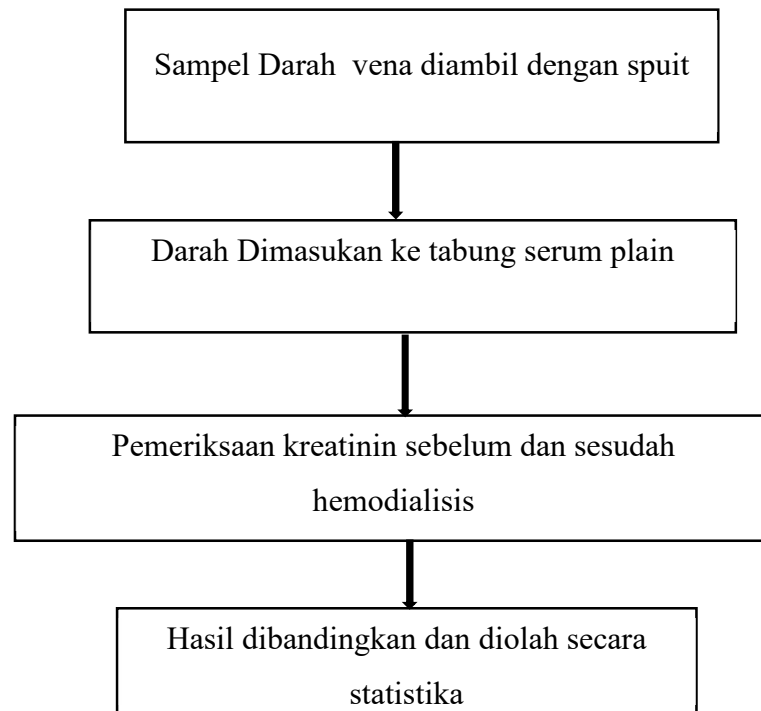 Sampel Darah  vena diambil dengan spuit
Darah Dimasukan ke tabung serum plain
Pemeriksaan kreatinin sebelum dan sesudah
hemodialisis
Hasil dibandingkan dan diolah secara
statistika